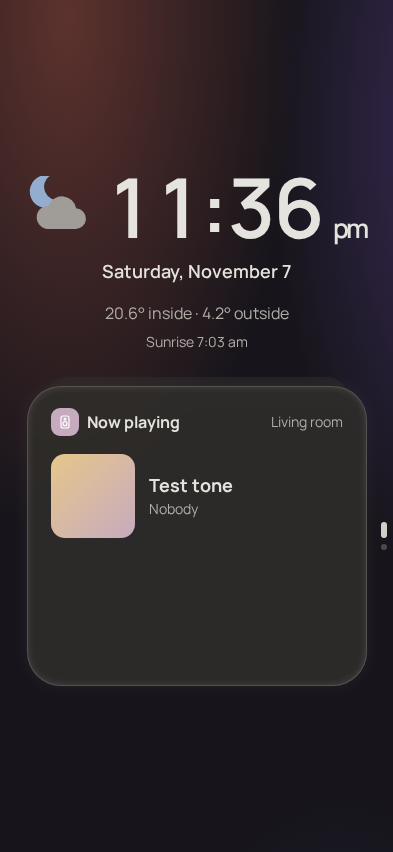 11:36 pm
Saturday, November 7
20.6° inside · 4.2° outside
Sunrise 7:03 am
Now playing
Living room
Test tone
Nobody